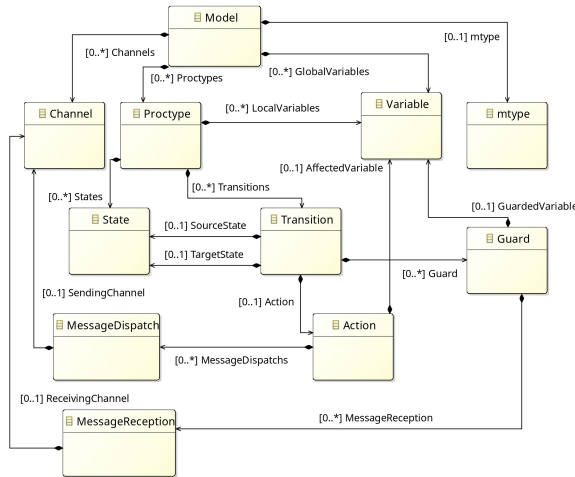 Model
[0..1] mtype
[0..*] Channels
[0..*] GlobalVariables
[0..*] Proctypes
Channel
Proctype
[0..*] LocalVariables
Variable
mtype
[0..1] AffectedVariable
[0..*] States
[0..*] Transitions
[0..1] GuardedVariable
State
[0..1] SourceState
Transition
Guard
[0..1] TargetState
[0..*] Guard
[0..1] SendingChannel
[0..1] Action
MessageDispatch
Action
[0..*] MessageDispatchs
[0..1] ReceivingChannel
MessageReception
[0..*] MessageReception